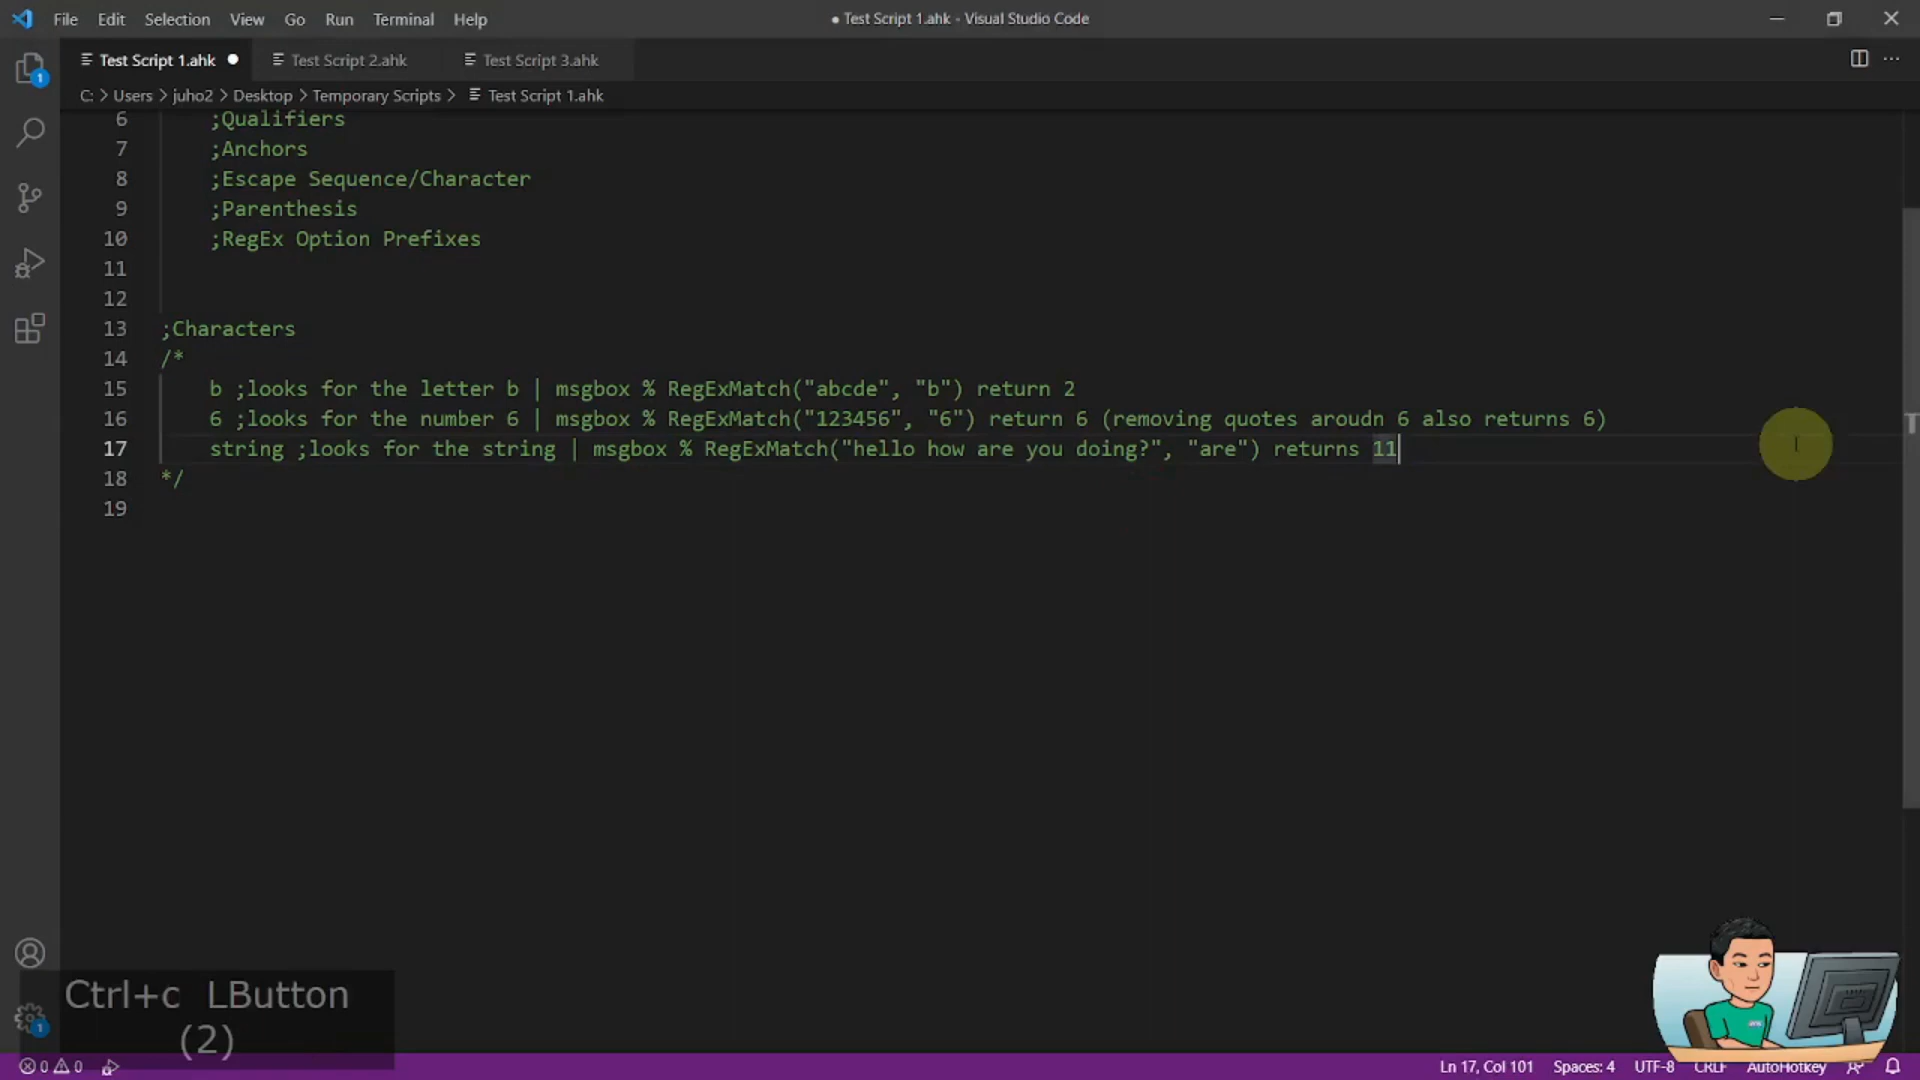 File Edit Selection View Go Run Terminal Help
● Test Script 1.ahk - Visual Studio Code
Test Script 1.ahk ● Test Script 2.ahk Test Script 3.ahk
C: > Users > juho2 > Desktop > Temporary Scripts > Test Script 1.ahk
6 ;Qualifiers
7 ;Anchors
8 ;Escape Sequence/Character
9 ;Parenthesis
10 ;RegEx Option Prefixes
11
12
13 ;Characters
14 /*
15 b ;looks for the letter b | msgbox % RegExMatch("abcde", "b") return 2
16 6 ;looks for the number 6 | msgbox % RegExMatch("123456", "6") return 6 (removing quotes aroudn 6 also returns 6)
17 string ;looks for the string | msgbox % RegExMatch("hello how are you doing?", "are") returns 11
18 */
19
1
1
Ctrl+c LButton
(2)
0 0
Ln 17, Col 101 Spaces: 4 UTF-8 CRLF AutoHotkey